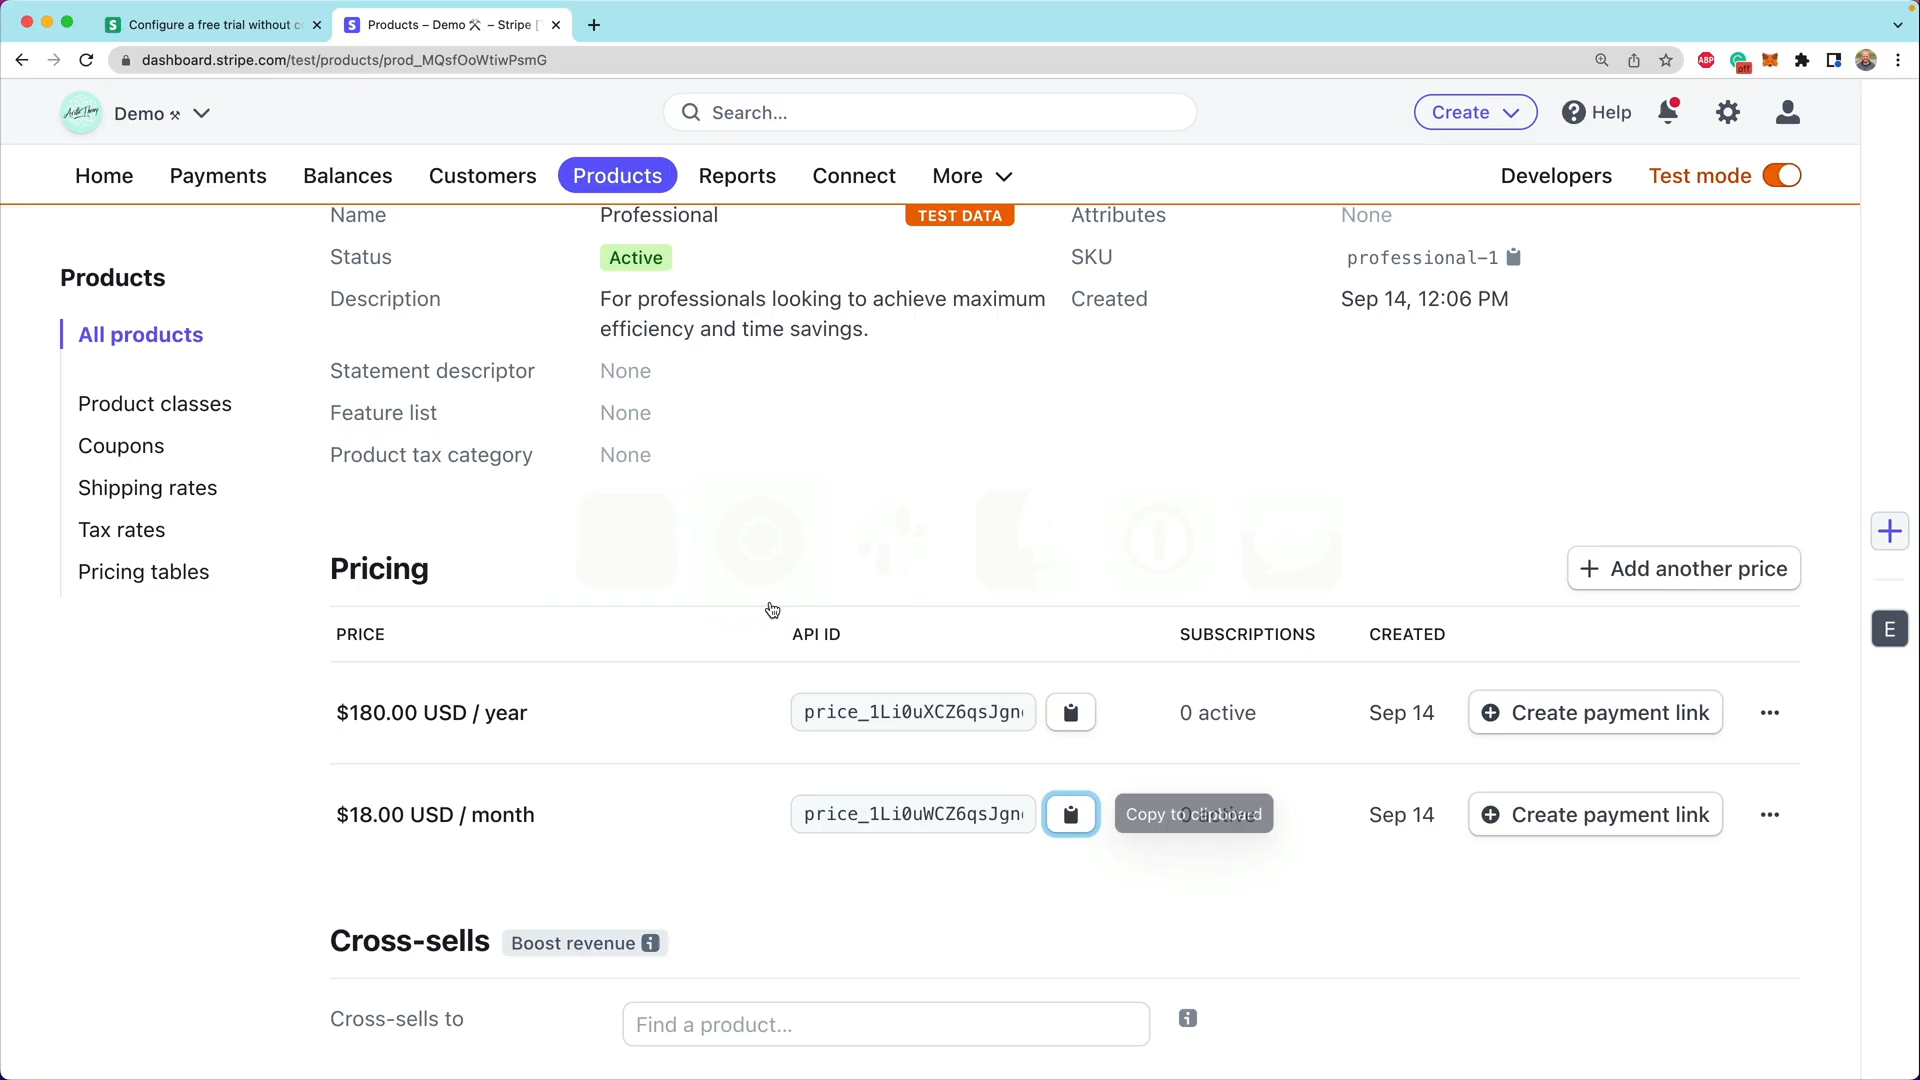 Configure a free trial without c
Products – Demo ⚒ – Stripe [
dashboard.stripe.com/test/products/prod_MQsfOoWtiwPsmG
ABP
off
Demo ⚒
Search...
Create
Help
Home
Payments
Balances
Customers
Products
Reports
Connect
More
Developers
Test mode
TEST DATA
Products
All products
Product classes
Coupons
Shipping rates
Tax rates
Pricing tables
Name
Professional
Status
Active
Description
For professionals looking to achieve maximum
efficiency and time savings.
Statement descriptor
None
Feature list
None
Product tax category
None
Attributes
None
SKU
professional-1
Created
Sep 14, 12:06 PM
Pricing
Add another price
PRICE
API ID
SUBSCRIPTIONS
CREATED
$180.00 USD / year
price_1Li0uXCZ6qsJgn
0 active
Sep 14
Create payment link
$18.00 USD / month
price_1Li0uWCZ6qsJgn
Copy to clipboard
Sep 14
Create payment link
Cross-sells
Boost revenue
Cross-sells to
Find a product...
E